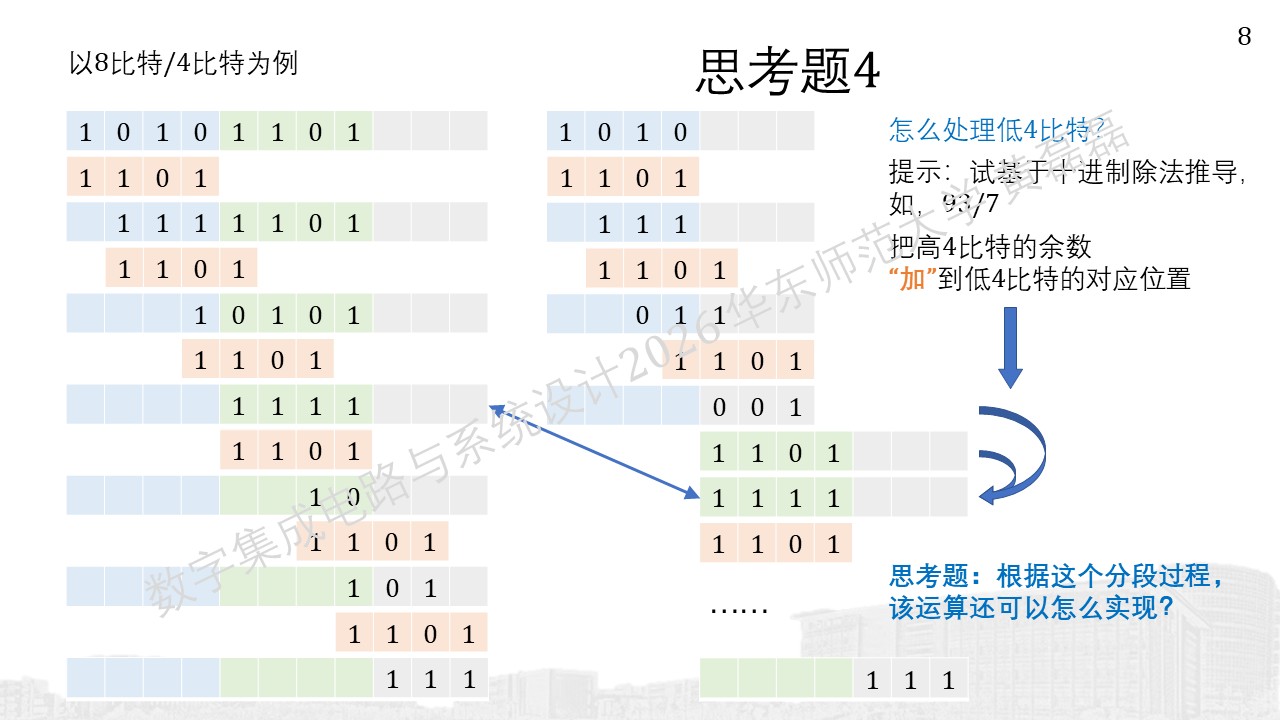 8
以8比特/4比特为例
思考题4
1 0 1 0 1 1 0 1
1 1 0 1
1 1 1 1 1 0 1
1 1 0 1
1 0 1 0 1
1 1 0 1
1 1 1 1
1 1 0 1
1 0
1 1 0 1
1 0 1
1 1 0 1
1 1 1
1 0 1 0
1 1 0 1
1 1 1
1 1 0 1
0 1 1
1 1 0 1
0 0 1
1 1 0 1
1 1 1 1
1 1 0 1
……
1 1 1
怎么处理低4比特？
提示：试基于十进制除法推导，
如，93/7
把高4比特的余数
“加”到低4比特的对应位置
思考题：根据这个分段过程，
该运算还可以怎么实现？
数字集成电路与系统设计2026 华东师范大学 黄磊磊